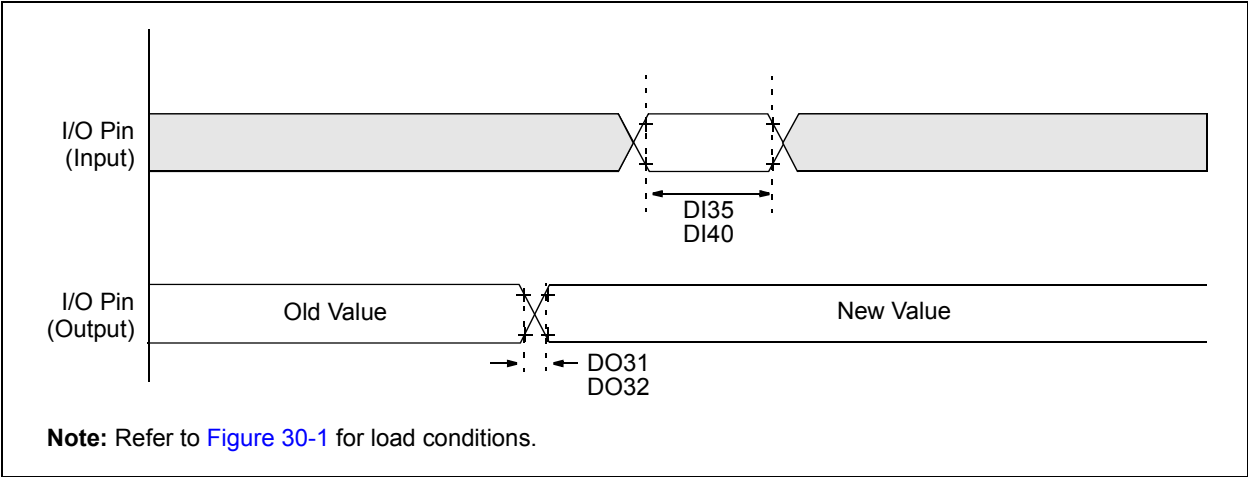 I/O Pin
(Input)
DI35
DI40
I/O Pin
(Output)
Old Value
New Value
DO31
DO32
Note: Refer to Figure 30-1 for load conditions.